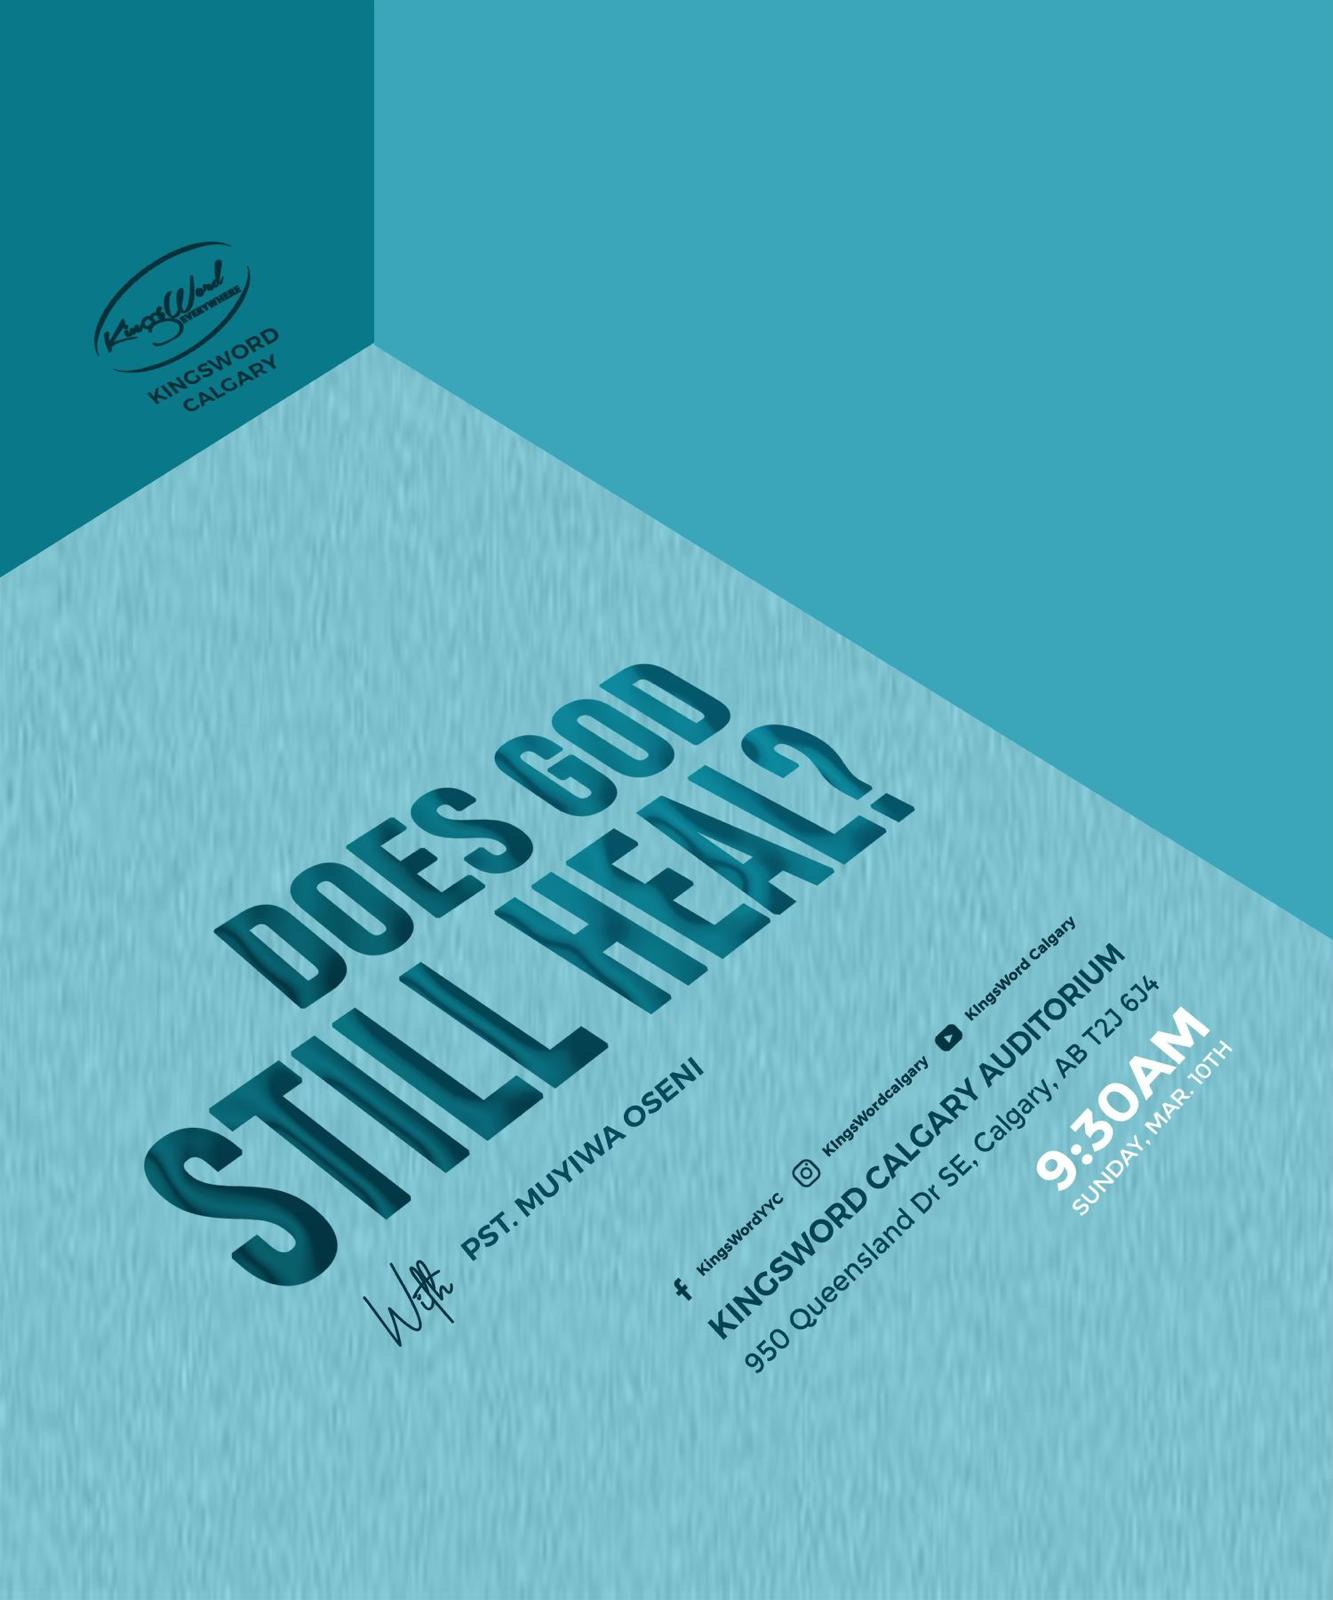 KingsWord
EVERYWHERE
KINGSWORD
CALGARY
DOES GOD
STILL HEAL?
With PST. MUYIWA OSENI
KingsWordYYC KIngsWordcalgary KIngsWord Calgary
KINGSWORD CALGARY AUDITORIUM
950 Queensland Dr SE, Calgary, AB T2J 6J4
9:30AM
SUNDAY, MAR. 10TH